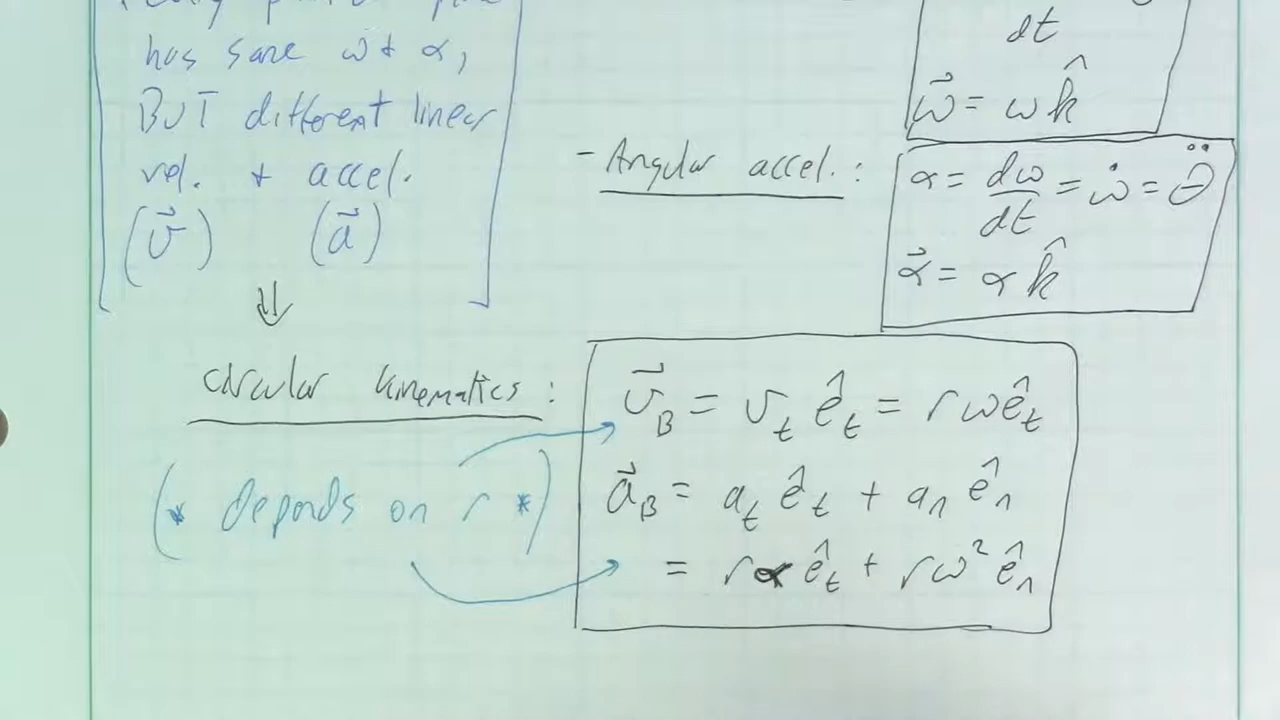 has same ω & α,
BUT different linear
vel. & accel.
(v⃗) (a⃗)
⇓
dt
ω⃗ = ω k̂
- Angular accel.:
α = dω/dt = ω̇ = θ̈
α⃗ = α k̂
circular kinematics:
(* depends on r *)
v⃗_B = v_t ê_t = rω ê_t
a⃗_B = a_t ê_t + a_n ê_n
= rα ê_t + rω² ê_n